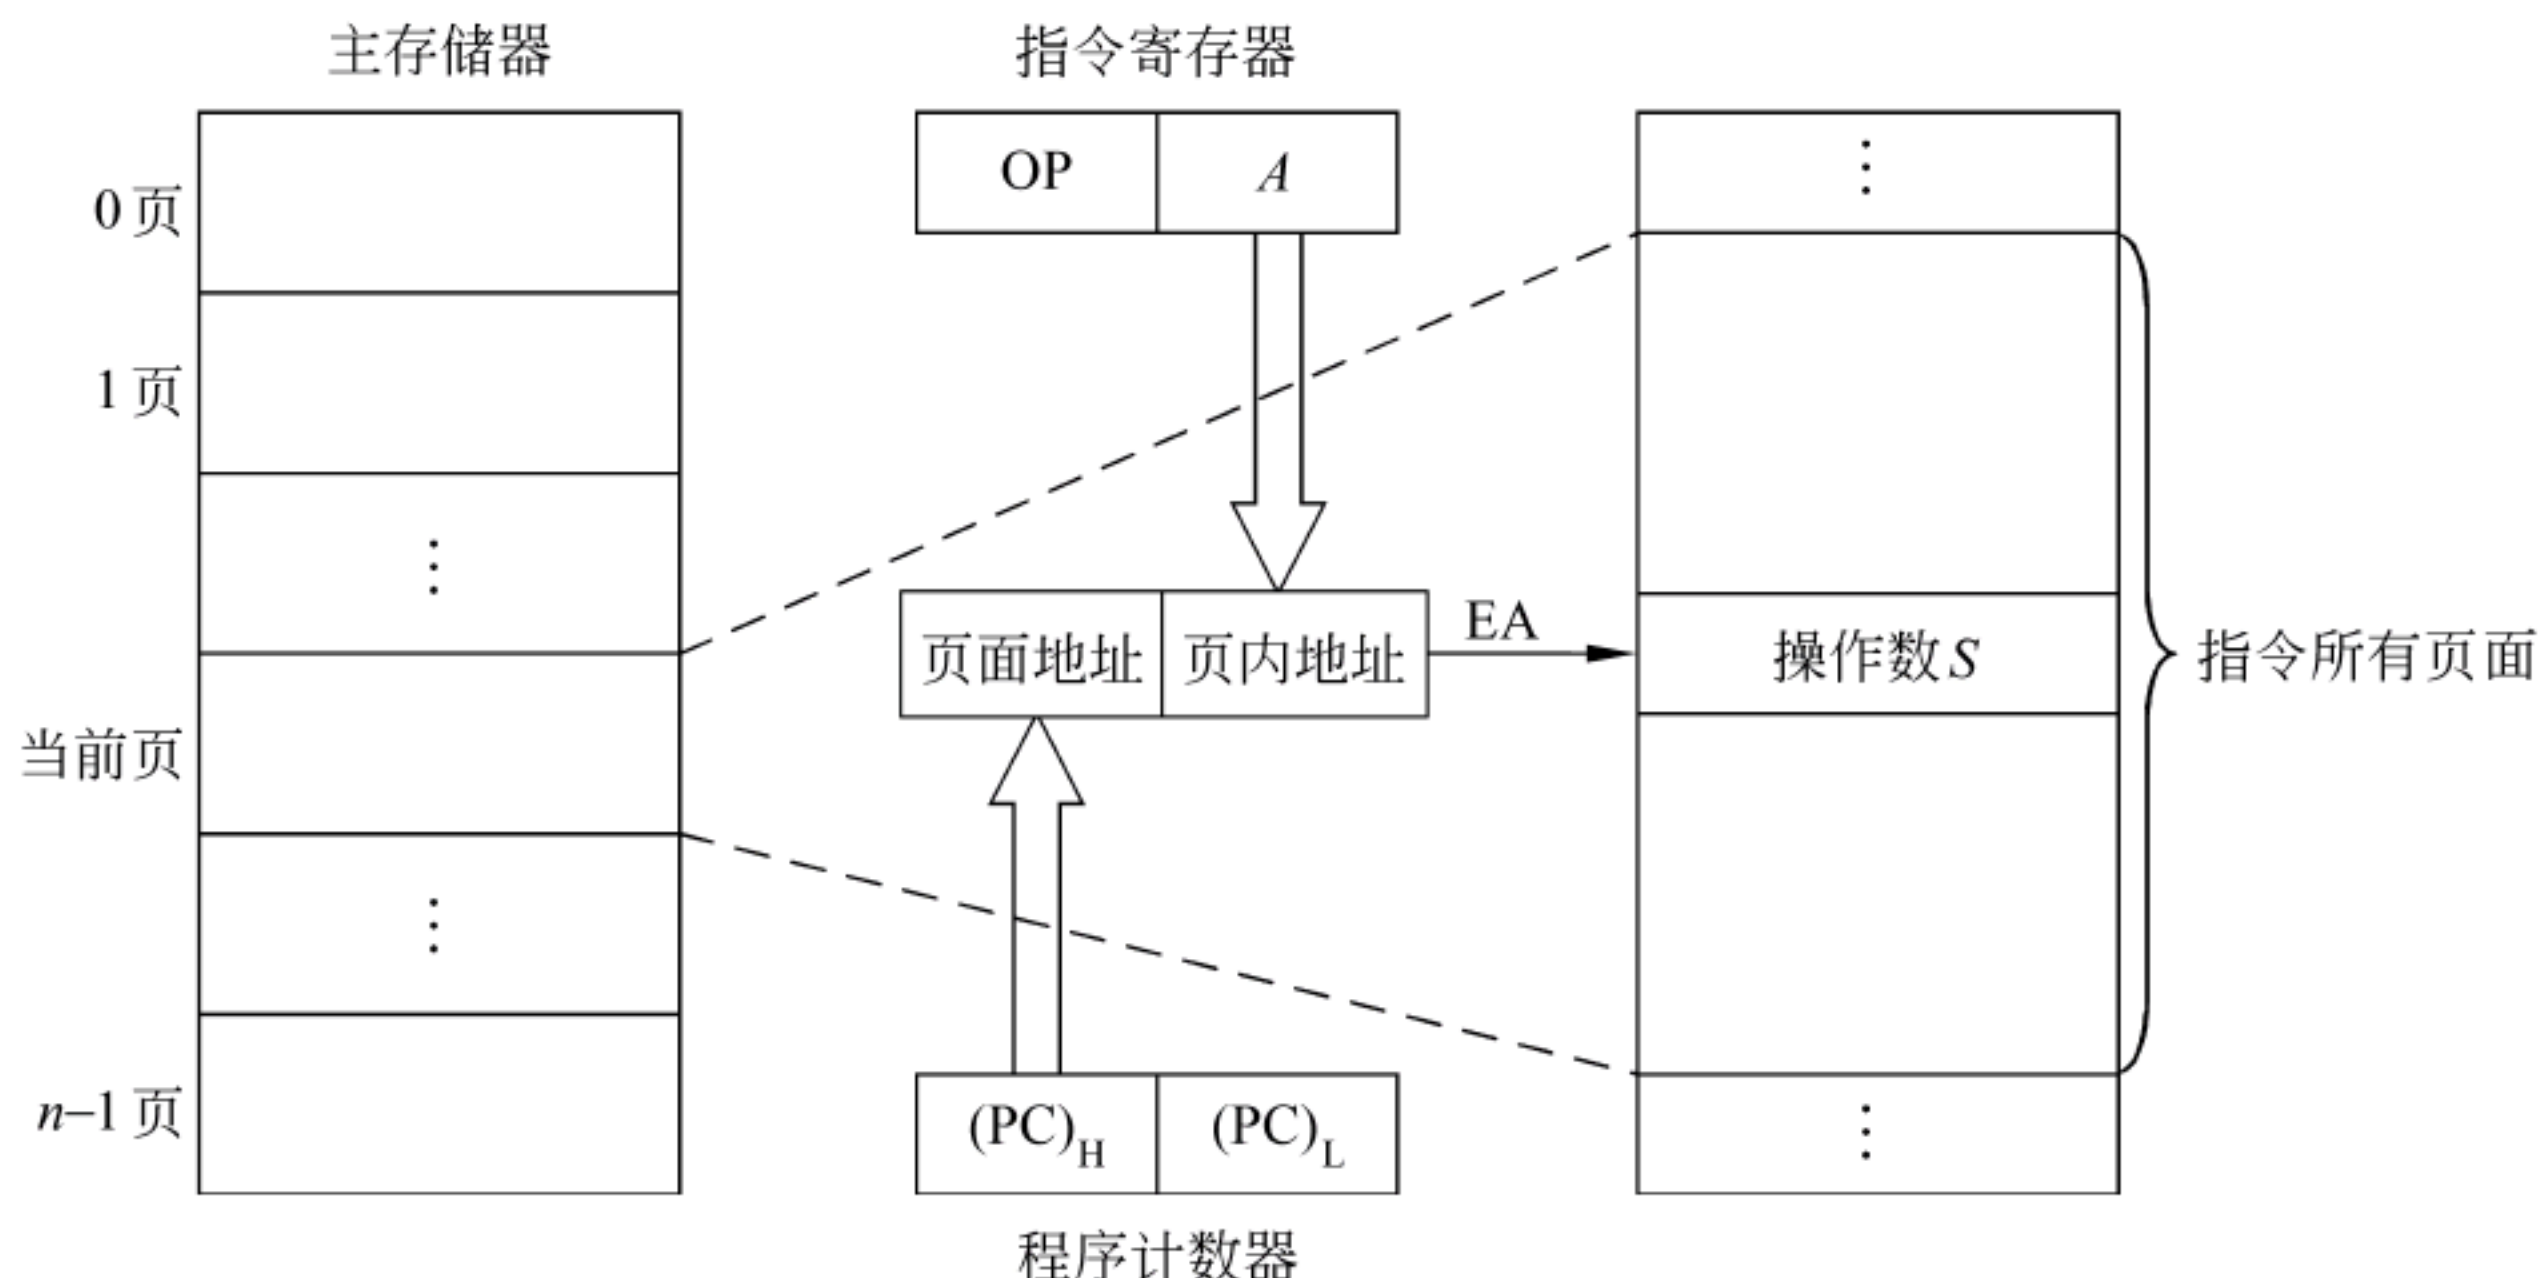 主存储器
0页
1页
⋮
当前页
⋮
n−1页
指令寄存器
OP A
页面地址 页内地址
EA
(PC)H (PC)L
程序计数器
⋮
操作数S
⋮
指令所有页面